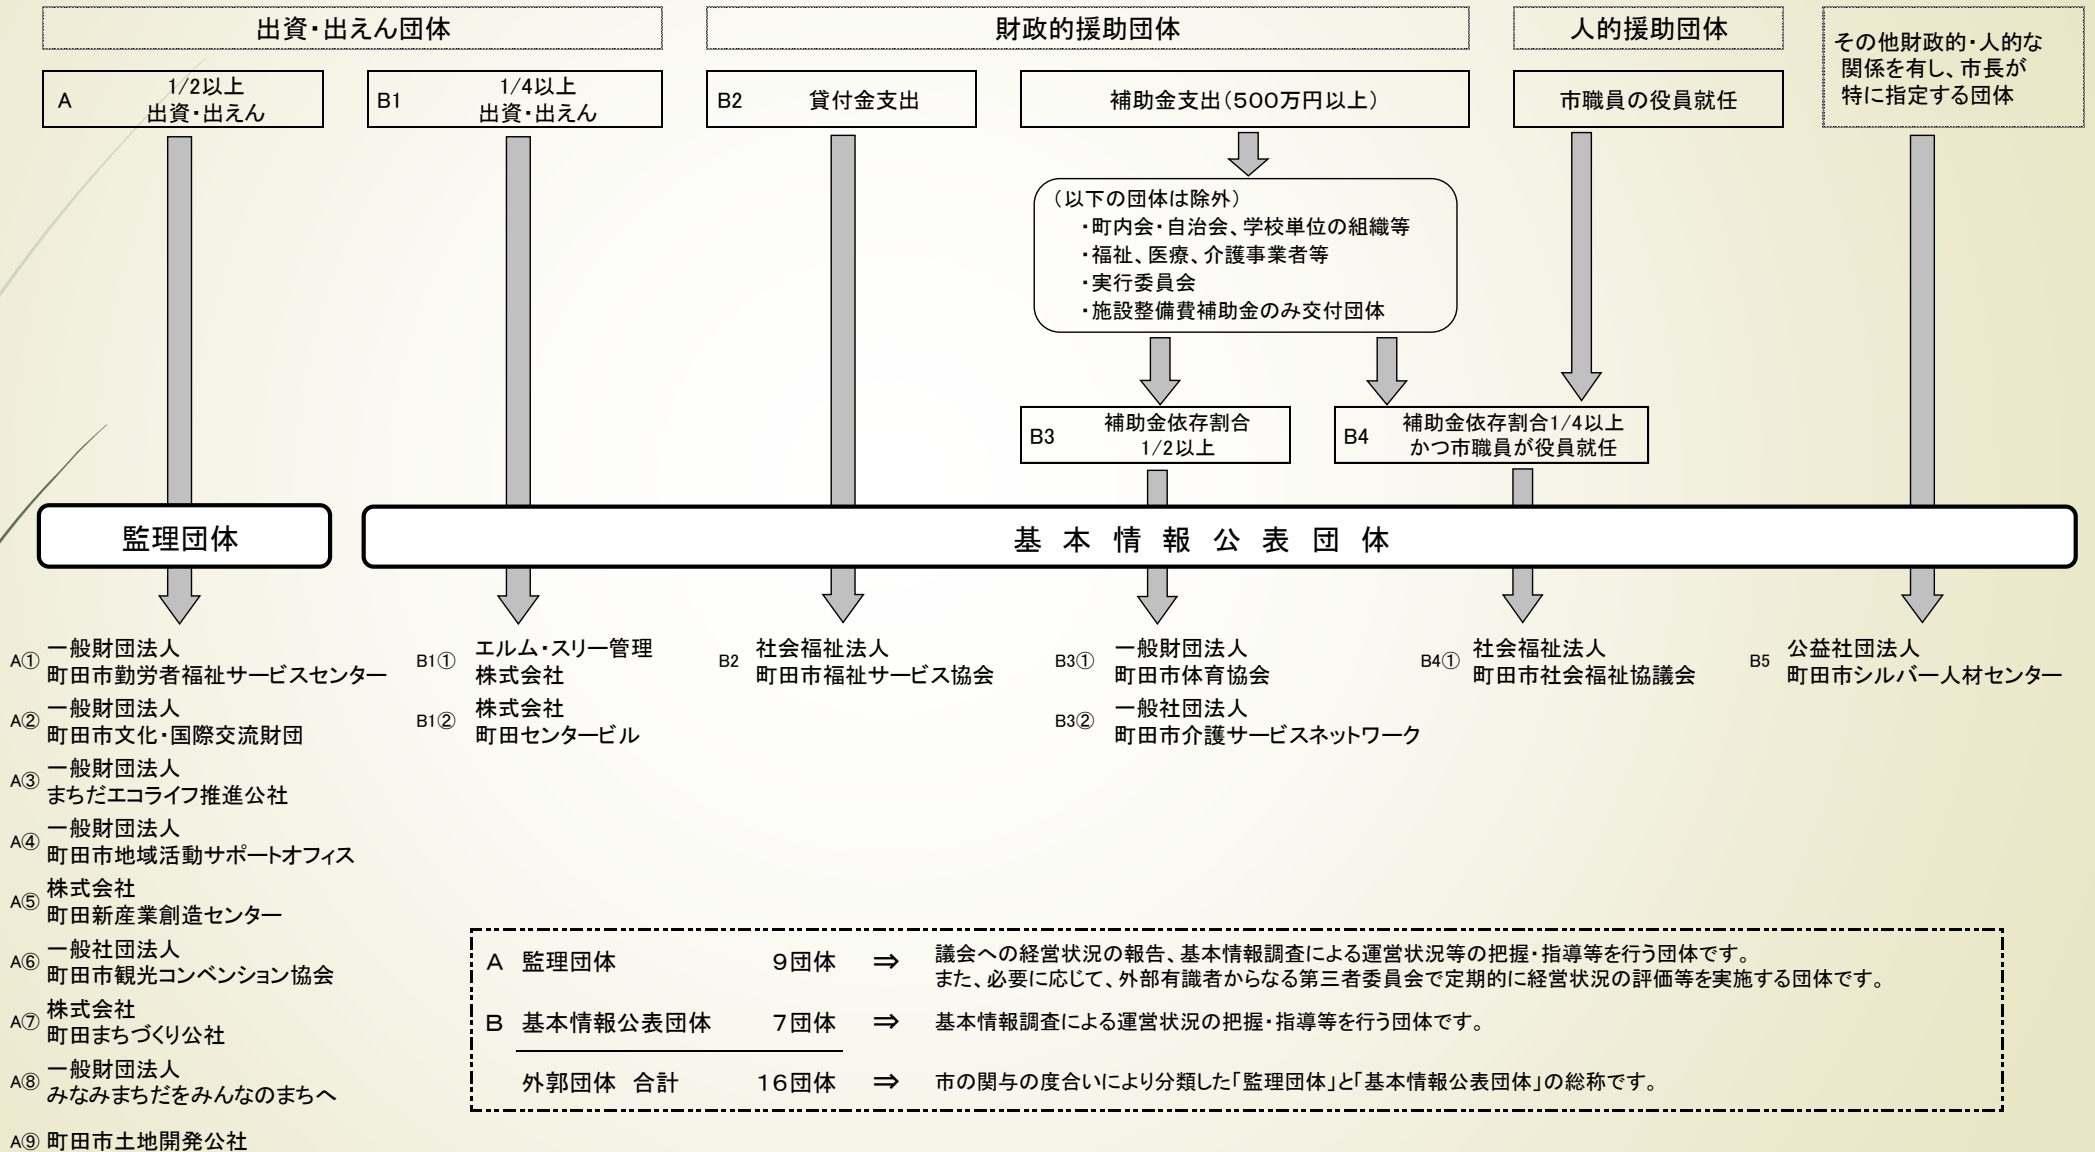 出資・出えん団体
財政的援助団体
人的援助団体
その他財政的・人的な
関係を有し、市長が
特に指定する団体
A
1/2以上
出資・出えん
B1
1/4以上
出資・出えん
B2 貸付金支出
補助金支出（500万円以上）
市職員の役員就任
（以下の団体は除外）
・町内会・自治会、学校単位の組織等
・福祉、医療、介護事業者等
・実行委員会
・施設整備費補助金のみ交付団体
B3
補助金依存割合
1/2以上
B4
補助金依存割合1/4以上
かつ市職員が役員就任
監理団体
基本情報公表団体
A① 一般財団法人
町田市勤労者福祉サービスセンター
A② 一般財団法人
町田市文化・国際交流財団
A③ 一般財団法人
まちだエコライフ推進公社
A④ 一般財団法人
町田市地域活動サポートオフィス
A⑤ 株式会社
町田新産業創造センター
A⑥ 一般社団法人
町田市観光コンベンション協会
A⑦ 株式会社
町田まちづくり公社
A⑧ 一般財団法人
みなみまちだをみんなのまちへ
A⑨ 町田市土地開発公社
B1① エルム・スリー管理
株式会社
B1② 株式会社
町田センタービル
B2 社会福祉法人
町田市福祉サービス協会
B3① 一般財団法人
町田市体育協会
B3② 一般社団法人
町田市介護サービスネットワーク
B4① 社会福祉法人
町田市社会福祉協議会
B5 公益社団法人
町田市シルバー人材センター
A 監理団体 9団体 ⇒ 議会への経営状況の報告、基本情報調査による運営状況等の把握・指導等を行う団体です。
また、必要に応じて、外部有識者からなる第三者委員会で定期的に経営状況の評価等を実施する団体です。
B 基本情報公表団体 7団体 ⇒ 基本情報調査による運営状況の把握・指導等を行う団体です。
外郭団体 合計 16団体 ⇒ 市の関与の度合いにより分類した「監理団体」と「基本情報公表団体」の総称です。